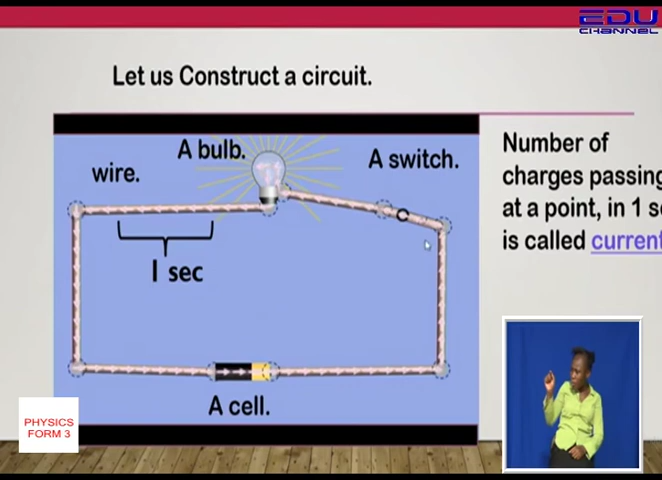 EDU
CHANNEL
Let us Construct a circuit.
A bulb.
A switch.
wire.
1 sec
A cell.
Number of
charges passing
at a point, in 1 se
is called current
PHYSICS
FORM 3